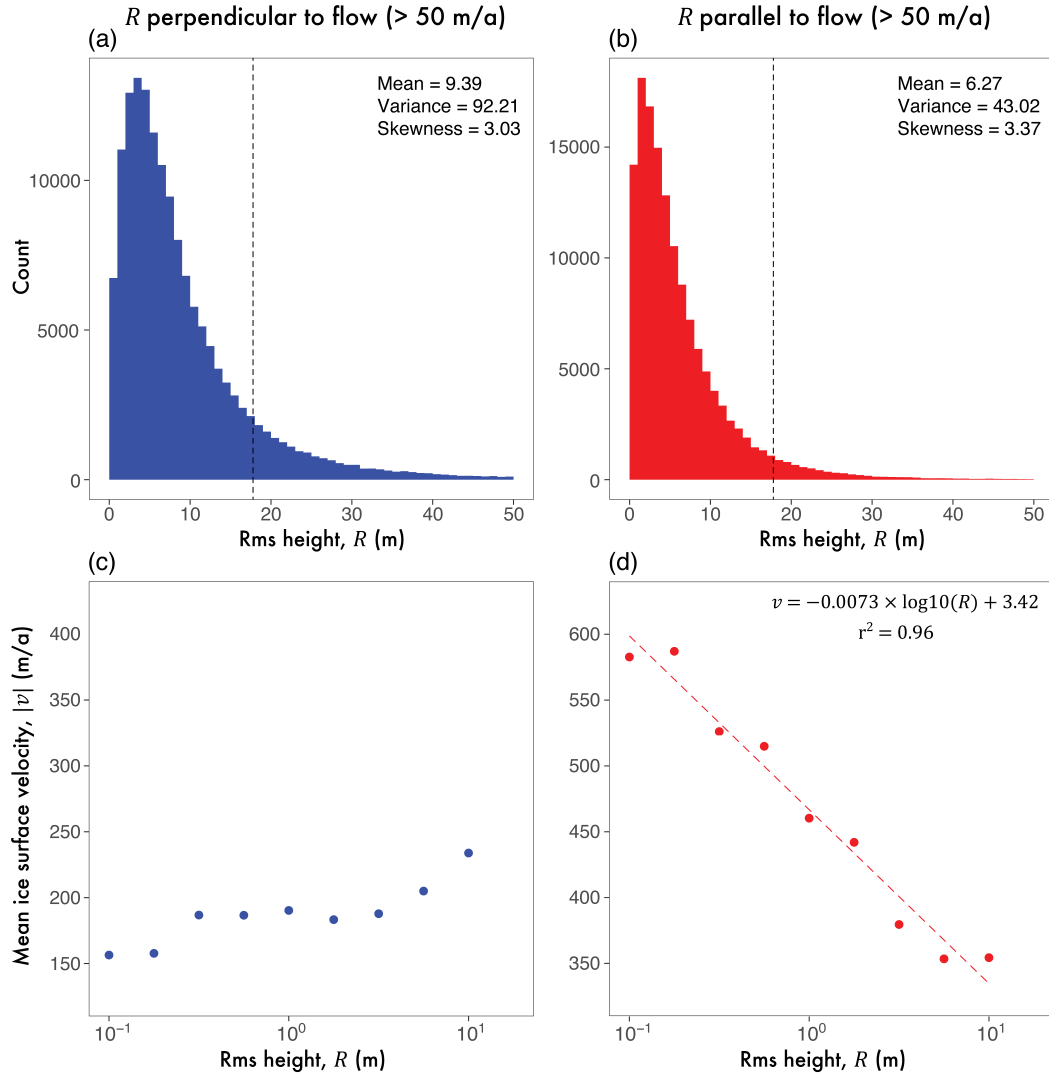 R perpendicular to flow (> 50 m/a)
R parallel to flow (> 50 m/a)
(a)
(b)
Mean = 9.39
Variance = 92.21
Skewness = 3.03
Mean = 6.27
Variance = 43.02
Skewness = 3.37
Count
10000
5000
0
15000
10000
5000
0
0 10 20 30 40 50
0 10 20 30 40 50
Rms height, R (m)
Rms height, R (m)
(c)
(d)
v = −0.0073 × log10(R) + 3.42
r² = 0.96
Mean ice surface velocity, |v| (m/a)
400
350
300
250
200
150
600
550
500
450
400
350
10⁻¹ 10⁰ 10¹
10⁻¹ 10⁰ 10¹
Rms height, R (m)
Rms height, R (m)